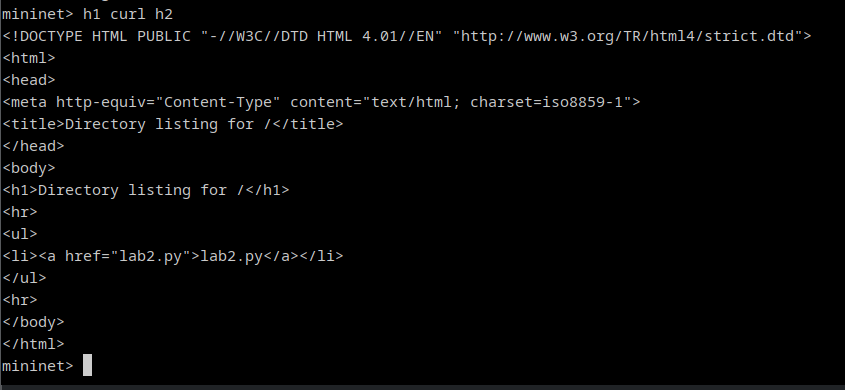 mininet> h1 curl h2
<!DOCTYPE HTML PUBLIC "-//W3C//DTD HTML 4.01//EN" "http://www.w3.org/TR/html4/strict.dtd">
<html>
<head>
<meta http-equiv="Content-Type" content="text/html; charset=iso8859-1">
<title>Directory listing for /</title>
</head>
<body>
<h1>Directory listing for /</h1>
<hr>
<ul>
<li><a href="lab2.py">lab2.py</a></li>
</ul>
<hr>
</body>
</html>
mininet>